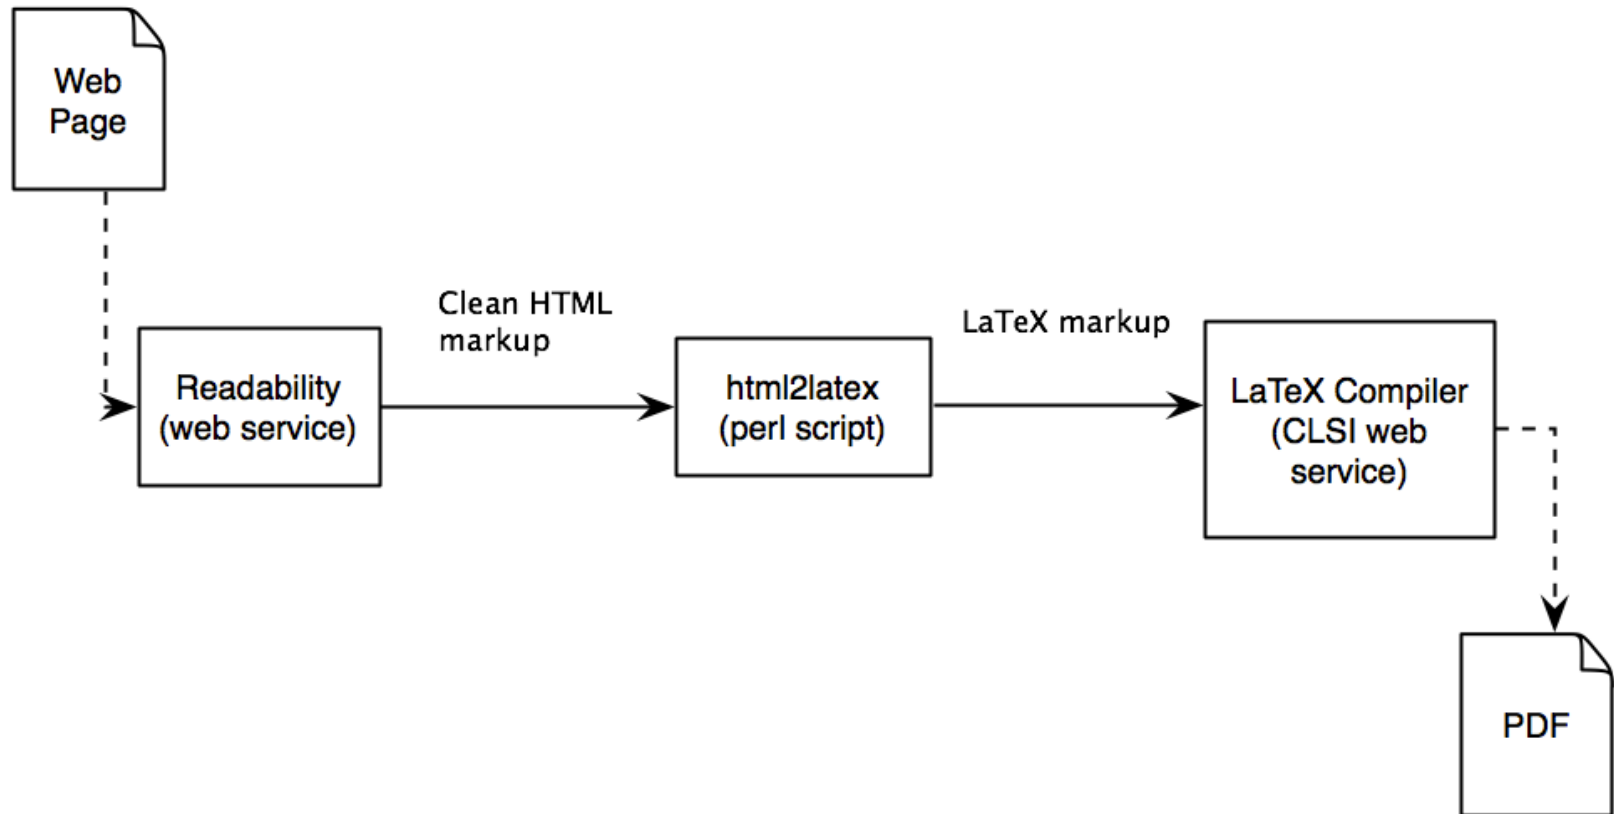 Web
Page
Clean HTML
markup
LaTeX markup
Readability
(web service)
html2latex
(perl script)
LaTeX Compiler
(CLSI web
service)
PDF